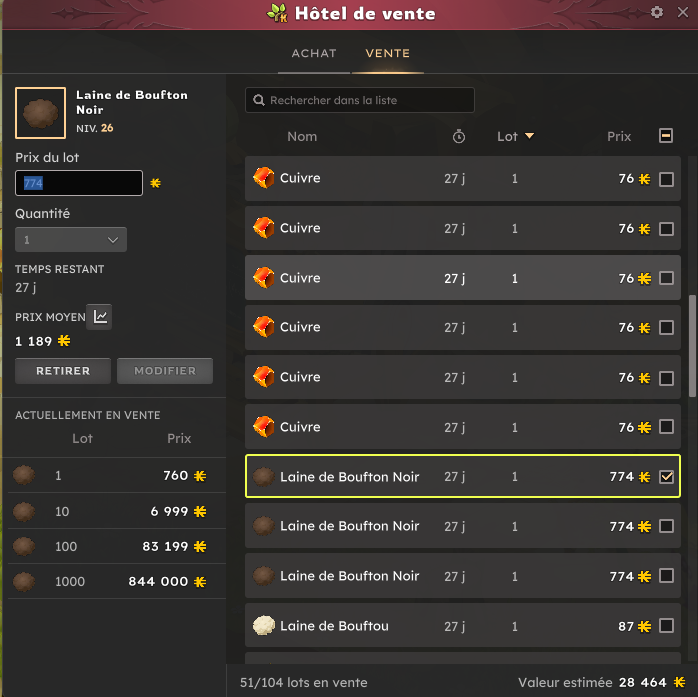 Hôtel de vente
ACHAT VENTE
Laine de Boufton
Noir
NIV. 26
Prix du lot
774
Quantité
1
TEMPS RESTANT
27 j
PRIX MOYEN
1 189
RETIRER MODIFIER
ACTUELLEMENT EN VENTE
Lot Prix
1 760
10 6 999
100 83 199
1000 844 000
Rechercher dans la liste
Nom Lot Prix
Cuivre 27 j 1 76
Cuivre 27 j 1 76
Cuivre 27 j 1 76
Cuivre 27 j 1 76
Cuivre 27 j 1 76
Cuivre 27 j 1 76
Laine de Boufton Noir 27 j 1 774
Laine de Boufton Noir 27 j 1 774
Laine de Boufton Noir 27 j 1 774
Laine de Bouftou 27 j 1 87
51/104 lots en vente Valeur estimée 28 464